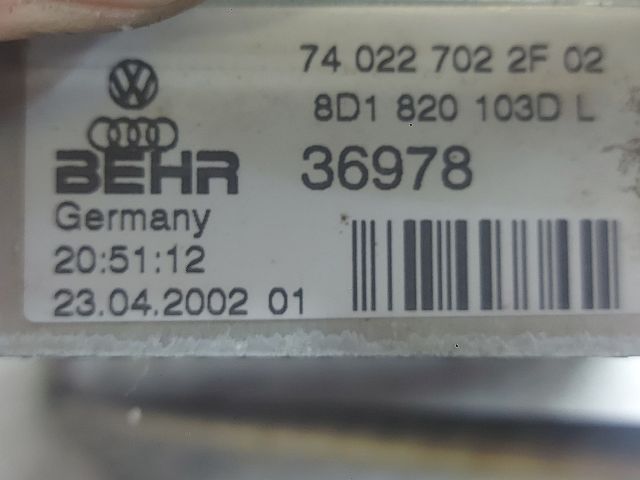 74 022 702 2F 02
8D1 820 103D L
BEHR 36978
Germany
20:51:12
23.04.2002 01